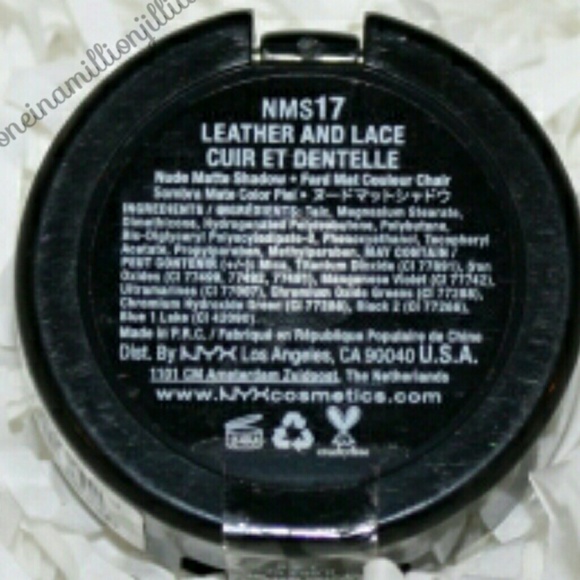 oneinamillionjilli
NMS17
LEATHER AND LACE
CUIR ET DENTELLE
Nude Matte Shadow • Fard Mat Couleur Chair
Sombra Mate Color Piel • ヌードマットシャドウ
INGREDIENTS / INGRÉDIENTS: Talc, Magnesium Stearate,
Dimethicone, Hydrogenated Polyisobutene, Polybutene,
Bis-Diglyceryl Polyacyladipate-2, Phenoxyethanol, Tocopheryl
Acetate, Propylparaben, Methylparaben. MAY CONTAIN /
PEUT CONTENIR (+/-): Titanium Dioxide (CI 77891), Iron
Oxides (CI 77499, 77492, 77491), Manganese Violet (CI 77742),
Ultramarines (CI 77007), Chromium Oxide Greens (CI 77288),
Chromium Hydroxide Green (CI 77289), Black 2 (CI 77266),
Blue 1 Lake (CI 42090)
Made in P.R.C. / Fabriqué en République Populaire de Chine
Dist. By NYX Los Angeles, CA 90040 U.S.A.
1101 CM Amsterdam Zuidoost, The Netherlands
www.NYXcosmetics.com
24M